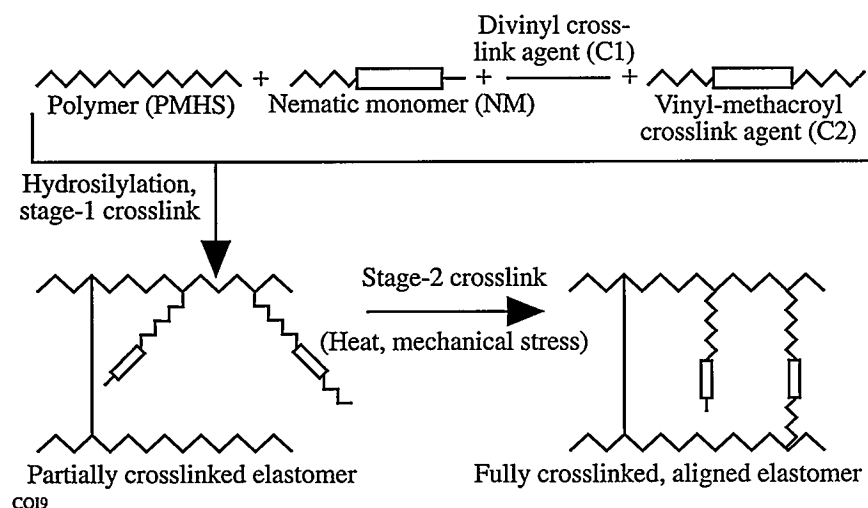 Divinyl cross-
link agent (C1)
+ + +
Polymer (PMHS)
Nematic monomer (NM)
Vinyl-methacroyl
crosslink agent (C2)
Hydrosilylation,
stage-1 crosslink
Stage-2 crosslink
(Heat, mechanical stress)
Partially crosslinked elastomer
Fully crosslinked, aligned elastomer
COI9